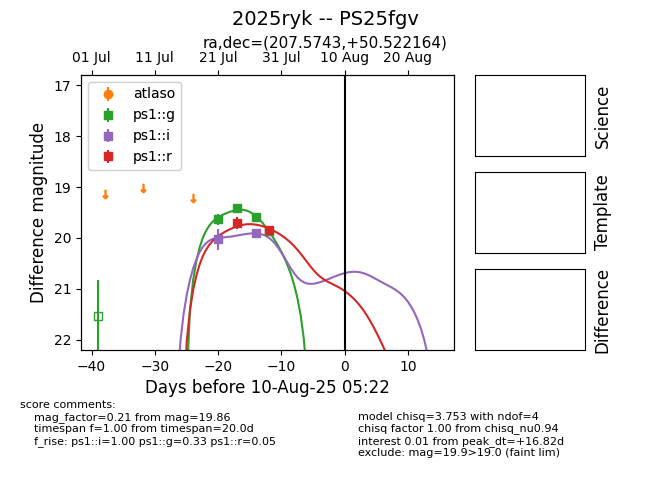 2025ryk -- PS25fgv
ra,dec=(207.5743,+50.522164)
01 Jul 11 Jul 21 Jul 31 Jul 10 Aug 20 Aug
17
18
19
20
21
22
Difference magnitude
atlaso
ps1::g
ps1::i
ps1::r
−40 −30 −20 −10 0 10
Days before 10-Aug-25 05:22
Science
Template
Difference
score comments:
mag_factor=0.21 from mag=19.86
timespan f=1.00 from timespan=20.0d
f_rise: ps1::i=1.00 ps1::g=0.33 ps1::r=0.05
model chisq=3.753 with ndof=4
chisq factor 1.00 from chisq_nu0.94
interest 0.01 from peak_dt=+16.82d
exclude: mag=19.9>19.0 (faint lim)